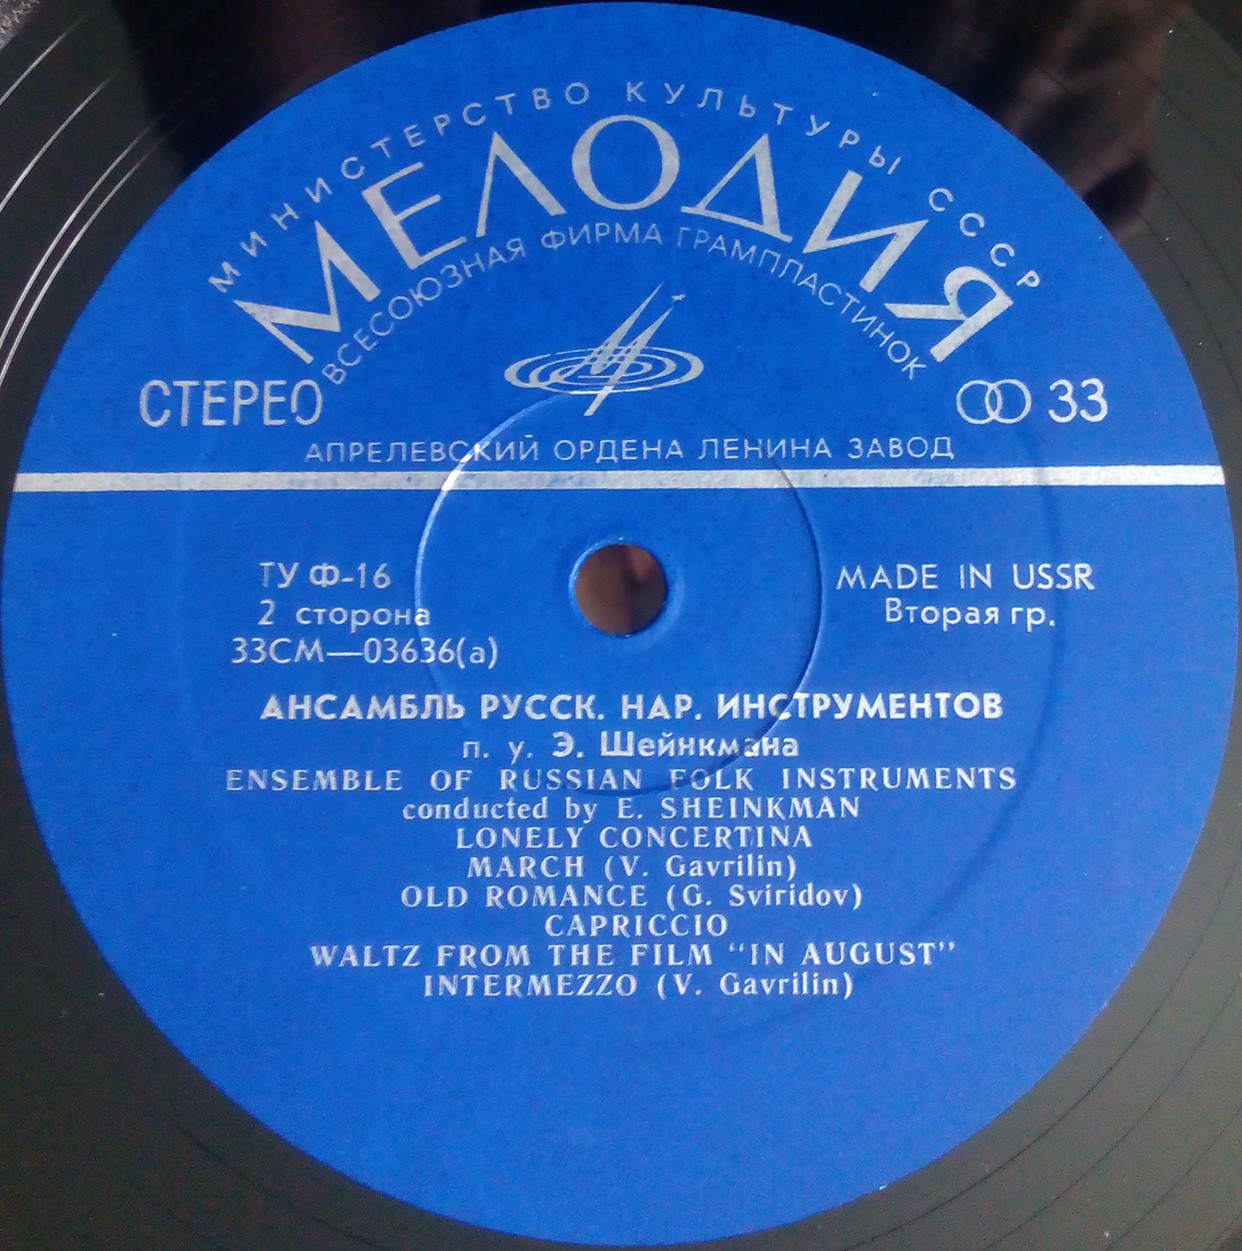 МИНИСТЕРСТВО КУЛЬТУРЫ СССР
МЕЛОДИЯ
ВСЕСОЮЗНАЯ ФИРМА ГРАМПЛАСТИНОК
СТЕРЕО
33
АПРЕЛЕВСКИЙ ОРДЕНА ЛЕНИНА ЗАВОД
ТУ Ф-16
MADE IN USSR
2 сторона
Вторая гр.
33СМ—03636(а)
АНСАМБЛЬ РУССК. НАР. ИНСТРУМЕНТОВ
п. у. Э. Шейнкмана
ENSEMBLE OF RUSSIAN FOLK INSTRUMENTS
conducted by E. SHEINKMAN
LONELY CONCERTINA
MARCH (V. Gavrilin)
OLD ROMANCE (G. Sviridov)
CAPRICCIO
WALTZ FROM THE FILM “IN AUGUST”
INTERMEZZO (V. Gavrilin)